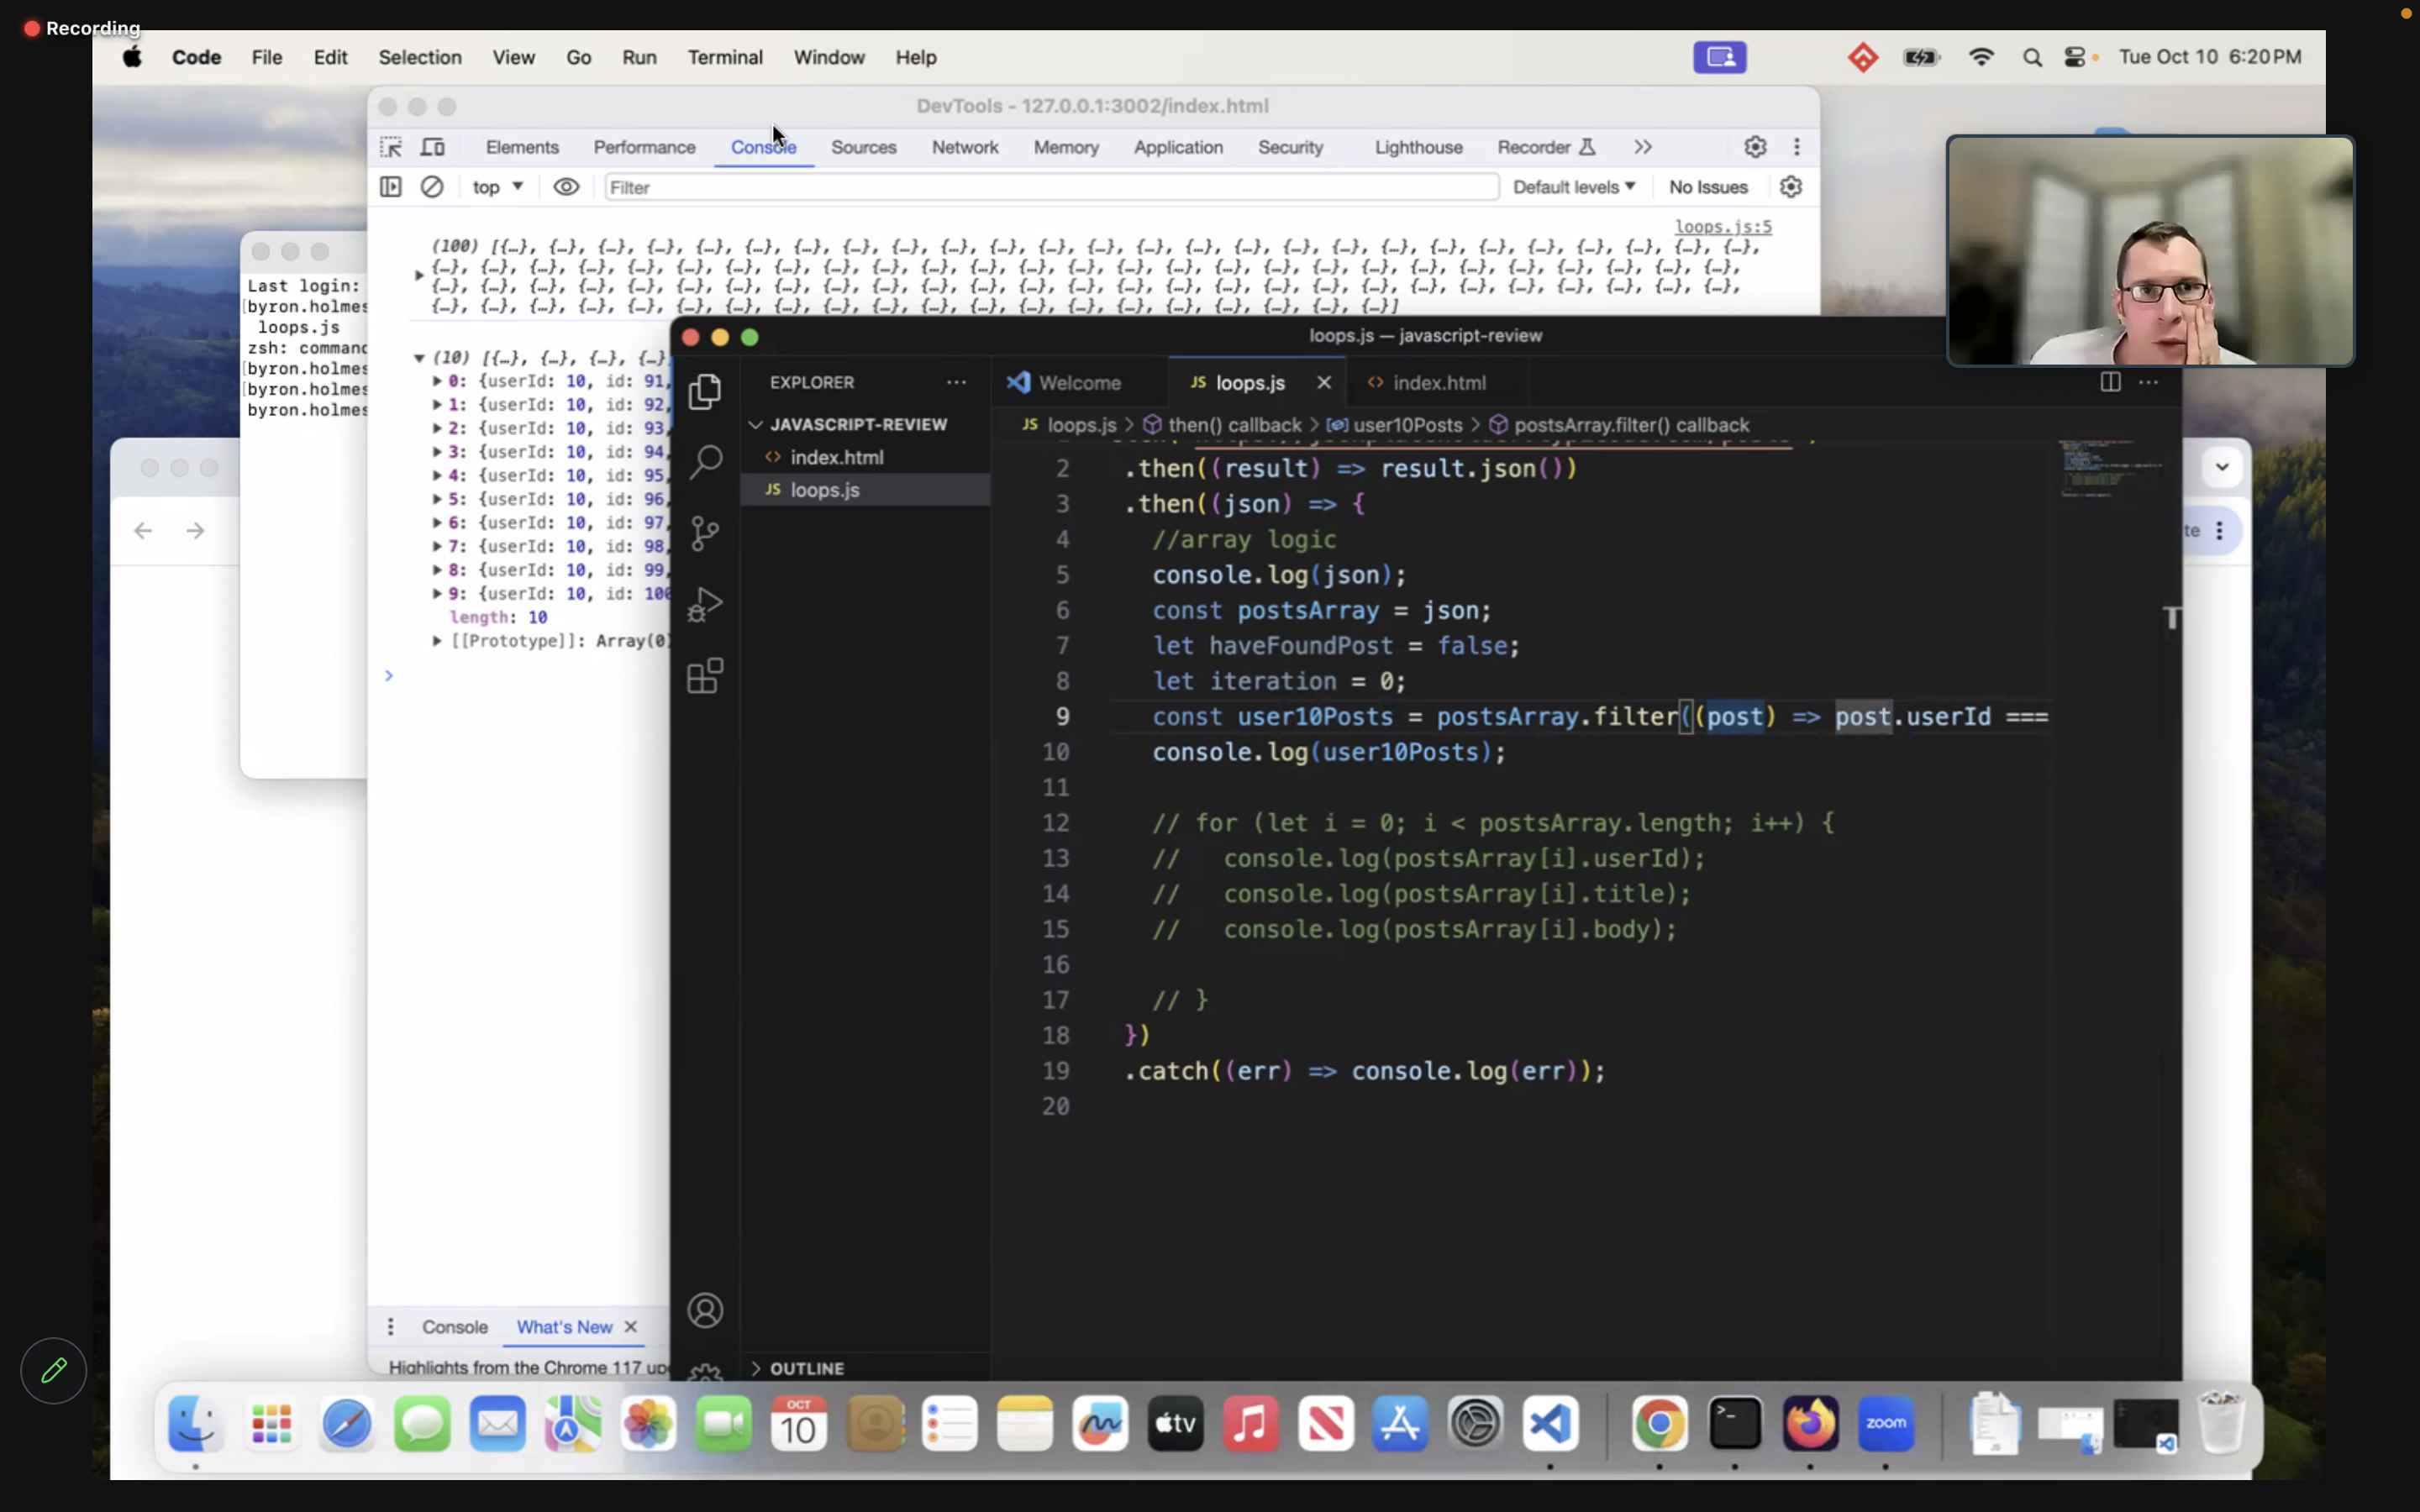 Recording
Code File Edit Selection View Go Run Terminal Window Help Tue Oct 10 6:20 PM
DevTools - 127.0.0.1:3002/index.html
Elements Performance Console Sources Network Memory Application Security Lighthouse Recorder
top Filter Default levels No Issues
loops.js:5
(100) [{…}, {…}, {…}, {…}, {…}, {…}, {…}, {…}, {…}, {…}, {…}, {…}, {…}, {…}, {…}, {…}, {…}, {…}, {…}, {…}, {…}, {…}, {…}, {…}, {…}, {…},
{…}, {…}, {…}, {…}, {…}, {…}, {…}, {…}, {…}, {…}, {…}, {…}, {…}, {…}, {…}, {…}, {…}, {…}, {…}, {…}, {…}, {…}, {…}, {…}, {…}, {…}, {…},
{…}, {…}, {…}, {…}, {…}, {…}, {…}, {…}, {…}, {…}, {…}, {…}, {…}, {…}, {…}, {…}, {…}, {…}, {…}, {…}, {…}, {…}, {…}, {…}, {…}, {…}, {…},
{…}, {…}, {…}, {…}, {…}, {…}, {…}, {…}, {…}, {…}, {…}, {…}, {…}, {…}, {…}, {…}, {…}, {…}, {…}, {…}]
Last login:
byron.holmes
loops.js
zsh: command
byron.holmes
byron.holmes
byron.holmes
(10) [{…}, {…}, {…}, {…}
0: {userId: 10, id: 91,
1: {userId: 10, id: 92,
2: {userId: 10, id: 93,
3: {userId: 10, id: 94,
4: {userId: 10, id: 95,
5: {userId: 10, id: 96,
6: {userId: 10, id: 97,
7: {userId: 10, id: 98,
8: {userId: 10, id: 99,
9: {userId: 10, id: 100
length: 10
[[Prototype]]: Array(0)
Console What's New
Highlights from the Chrome 117
loops.js — javascript-review
EXPLORER
JAVASCRIPT-REVIEW
index.html
JS loops.js
OUTLINE
Welcome JS loops.js index.html
JS loops.js > then() callback > user10Posts > postsArray.filter() callback
2 .then((result) => result.json())
3 .then((json) => {
4 //array logic
5 console.log(json);
6 const postsArray = json;
7 let haveFoundPost = false;
8 let iteration = 0;
9 const user10Posts = postsArray.filter((post) => post.userId ===
10 console.log(user10Posts);
11
12 // for (let i = 0; i < postsArray.length; i++) {
13 // console.log(postsArray[i].userId);
14 // console.log(postsArray[i].title);
15 // console.log(postsArray[i].body);
16
17 // }
18 })
19 .catch((err) => console.log(err));
20
te
OCT
10
tv
zoom